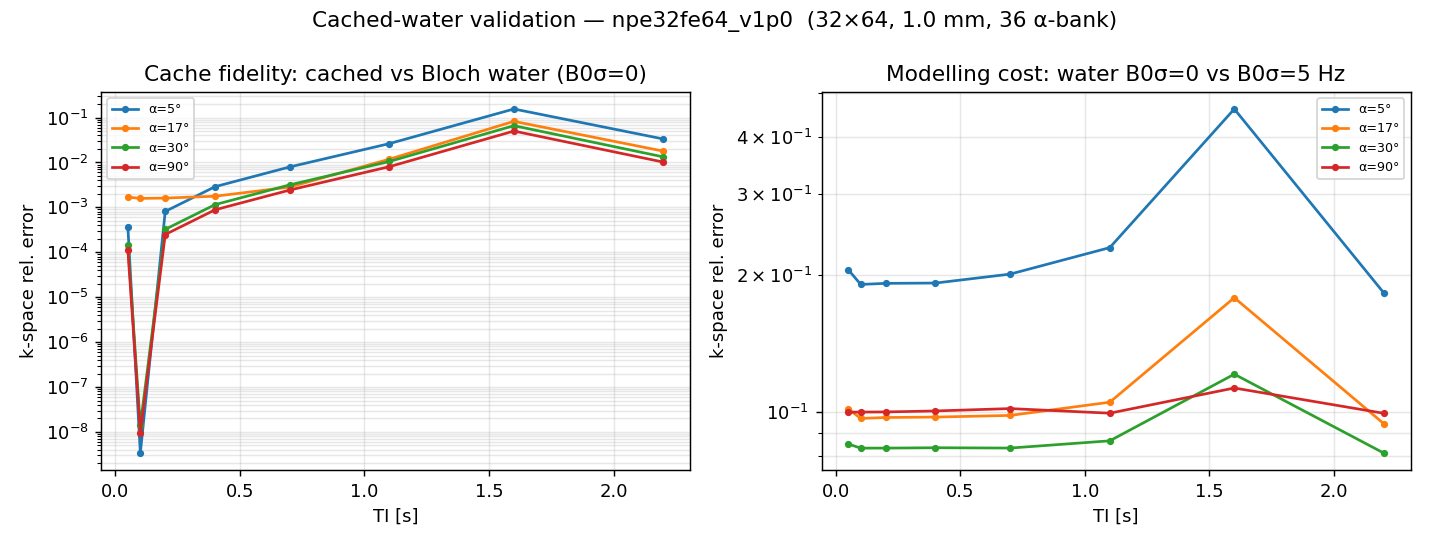 Cached-water validation — npe32fe64_v1p0 (32×64, 1.0 mm, 36 α-bank)
Cache fidelity: cached vs Bloch water (B0σ=0)
α=5°
α=17°
α=30°
α=90°
k-space rel. error
10⁻¹
10⁻²
10⁻³
10⁻⁴
10⁻⁵
10⁻⁶
10⁻⁷
10⁻⁸
0.0 0.5 1.0 1.5 2.0
TI [s]
Modelling cost: water B0σ=0 vs B0σ=5 Hz
α=5°
α=17°
α=30°
α=90°
k-space rel. error
4 × 10⁻¹
3 × 10⁻¹
2 × 10⁻¹
10⁻¹
0.0 0.5 1.0 1.5 2.0
TI [s]